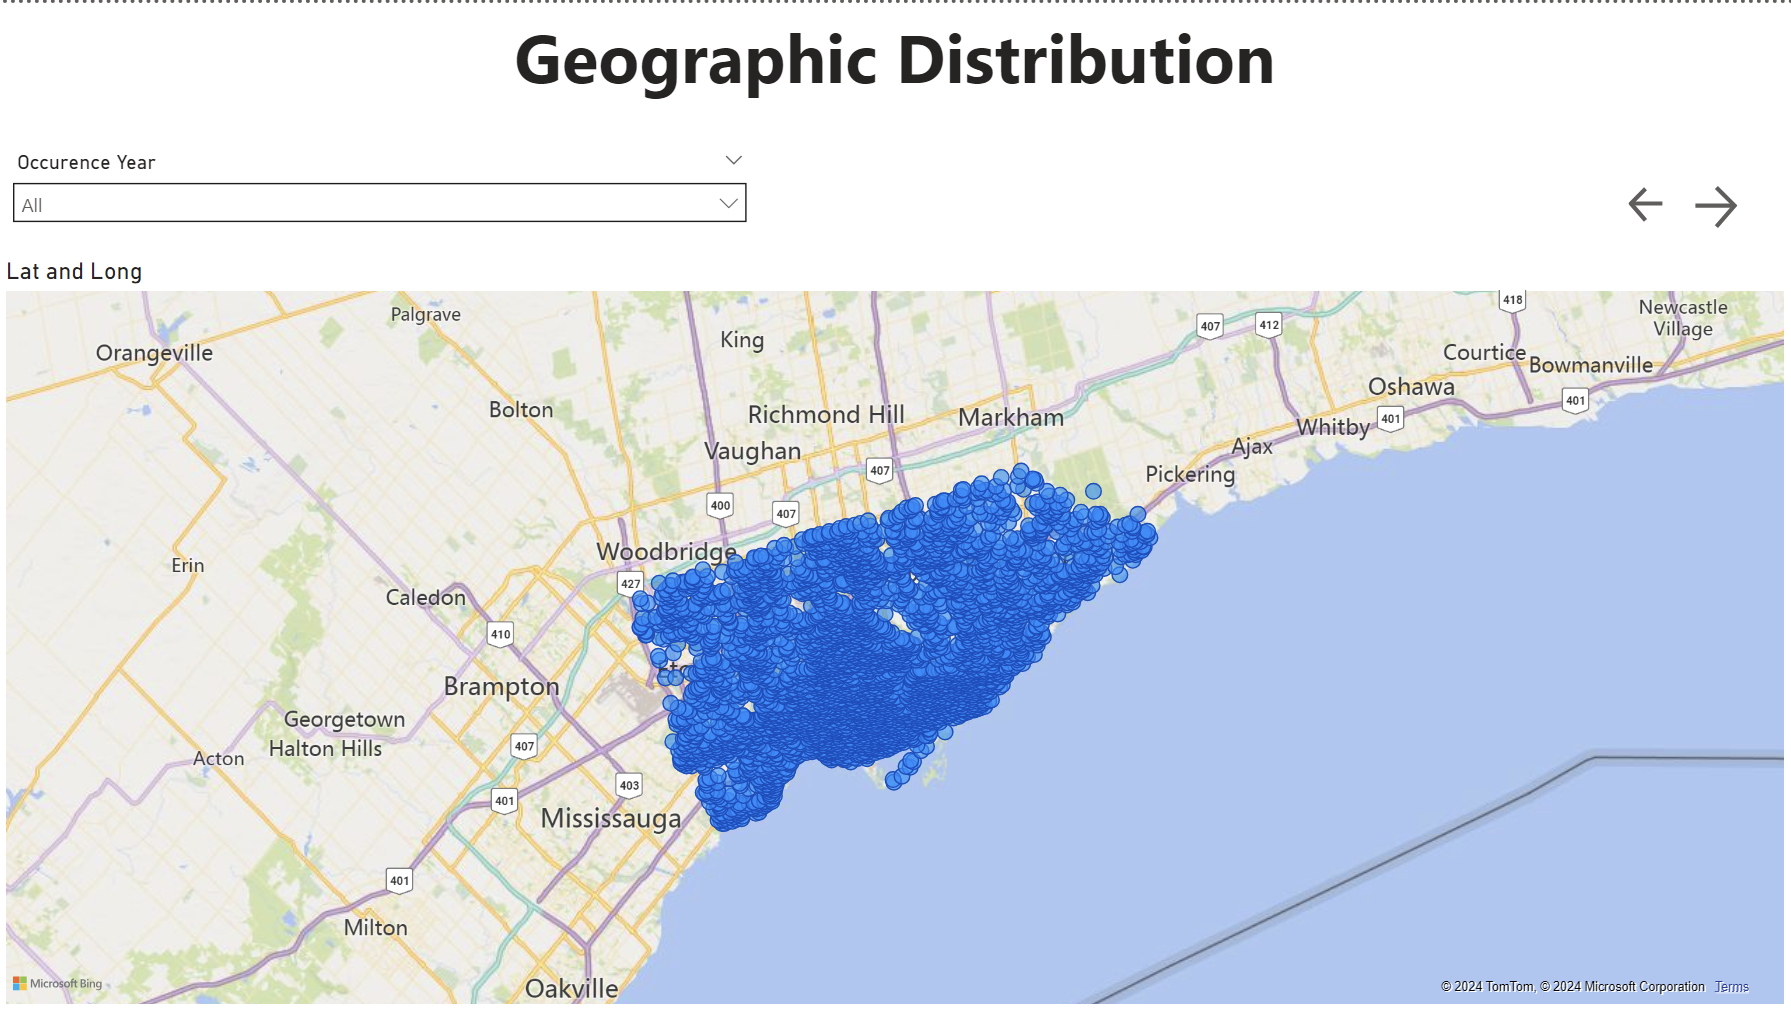 Geographic Distribution
Occurence Year
All
Lat and Long
418
Newcastle
Village
Palgrave
407
412
King
Orangeville
Courtice
Bowmanville
Oshawa
401
Bolton
Richmond Hill
Markham
401
Whitby
Vaughan
Ajax
407
Pickering
400
407
Woodbridge
Erin
427
Caledon
410
Etc
Brampton
Georgetown
407
Halton Hills
Acton
403
401
Mississauga
401
Milton
Microsoft Bing
Oakville
© 2024 TomTom, © 2024 Microsoft Corporation Terms